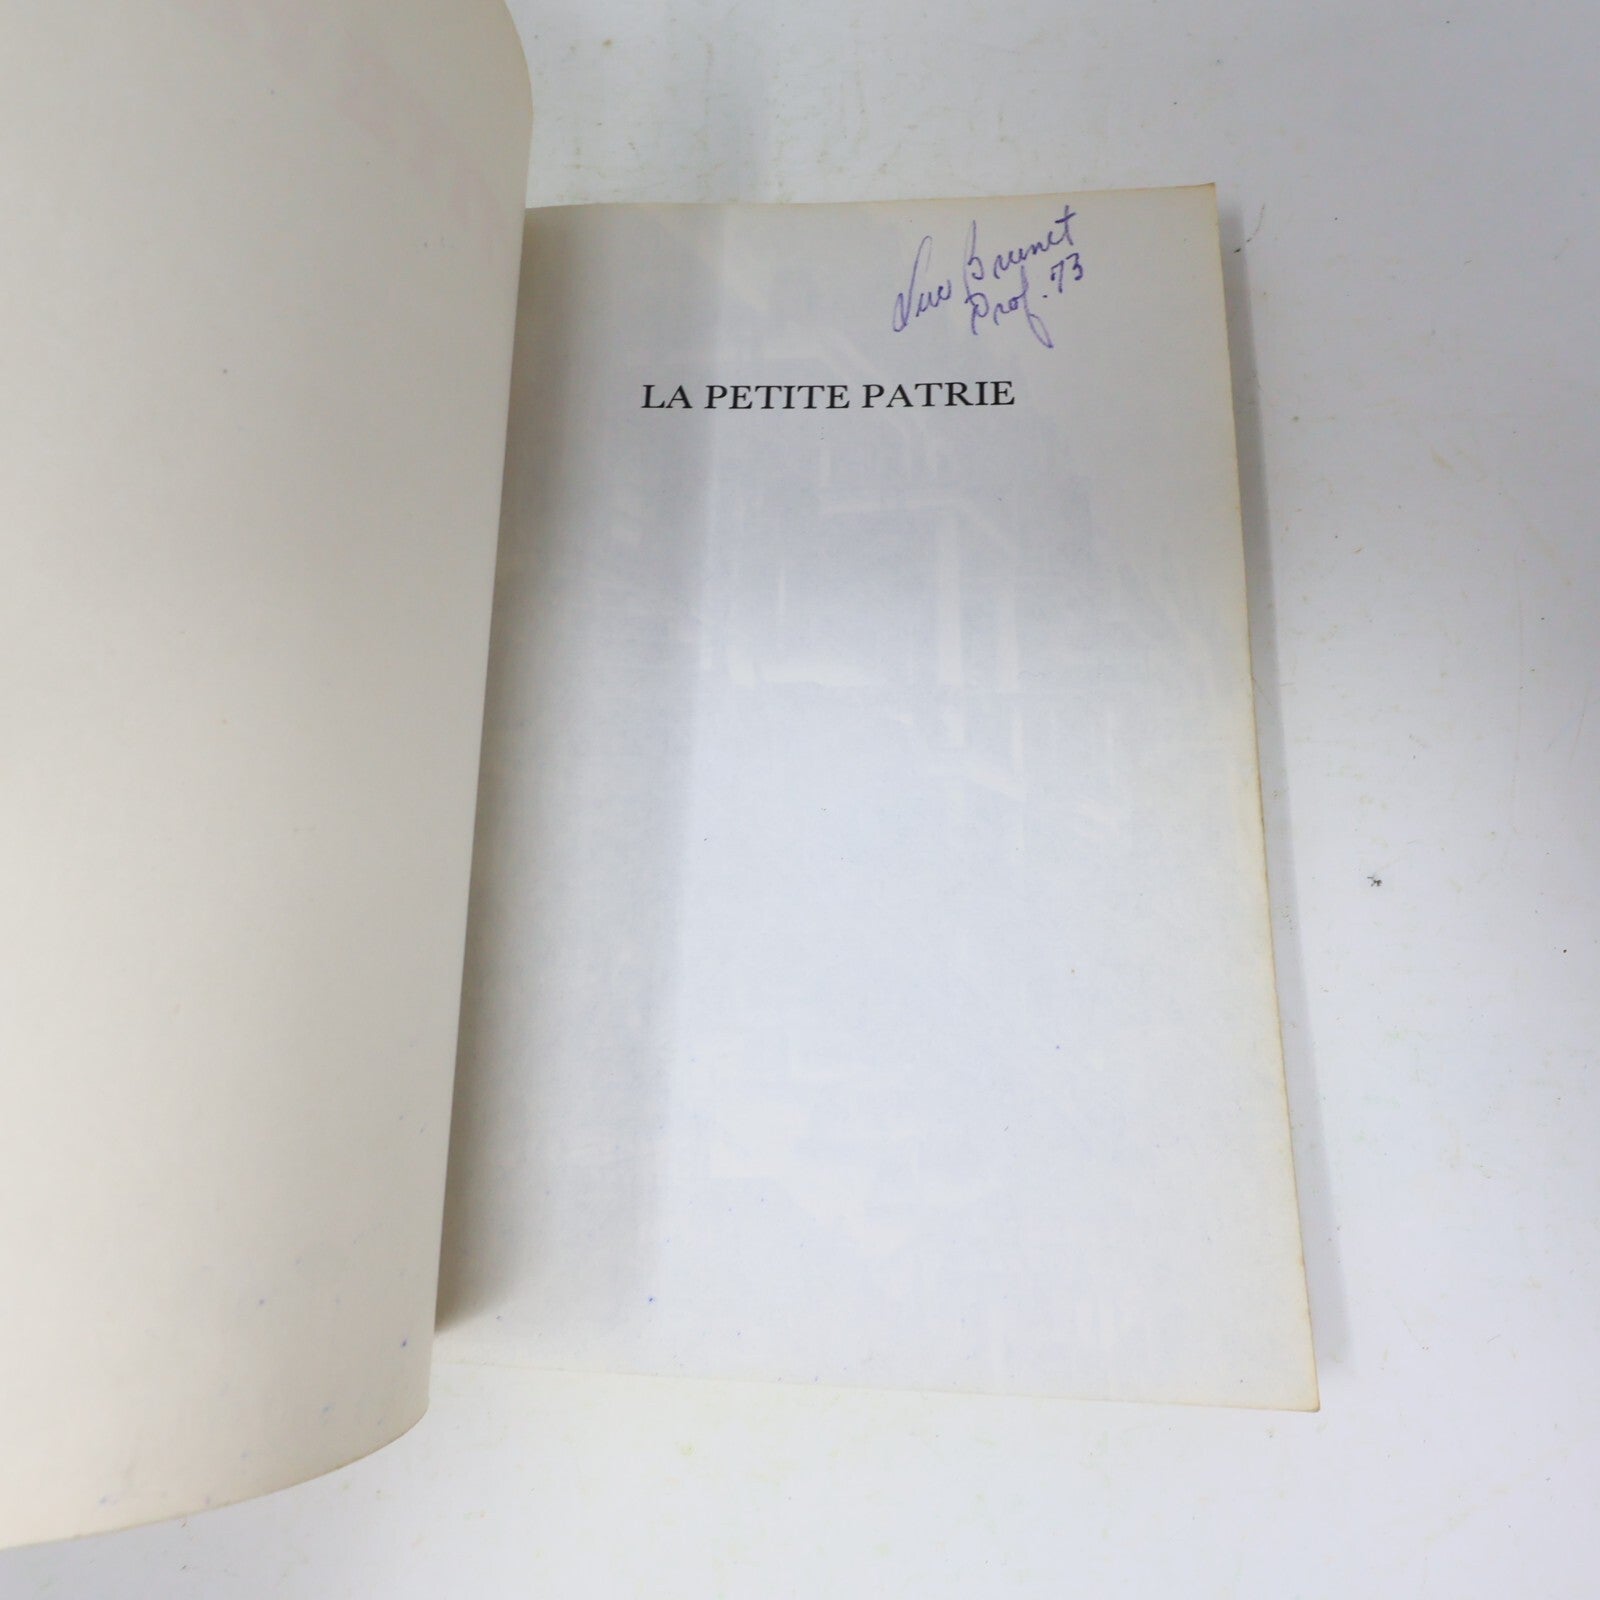 Brunet
Prof. 73
LA PETITE PATRIE